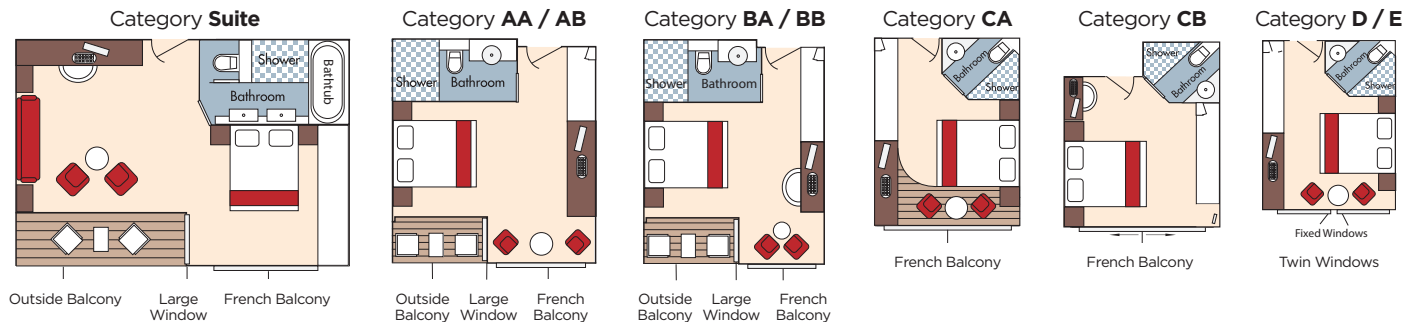 Category Suite
Shower
Bathtub
Bathroom
Outside Balcony
Large
Window
French Balcony
Category AA / AB
Shower
Bathroom
Outside
Balcony
Large
Window
French
Balcony
Category BA / BB
Shower
Bathroom
Outside
Balcony
Large
Window
French
Balcony
Category CA
Bathroom
Shower
French Balcony
Category CB
Shower
Bathroom
French Balcony
Category D / E
Bathroom
Shower
Fixed Windows
Twin Windows